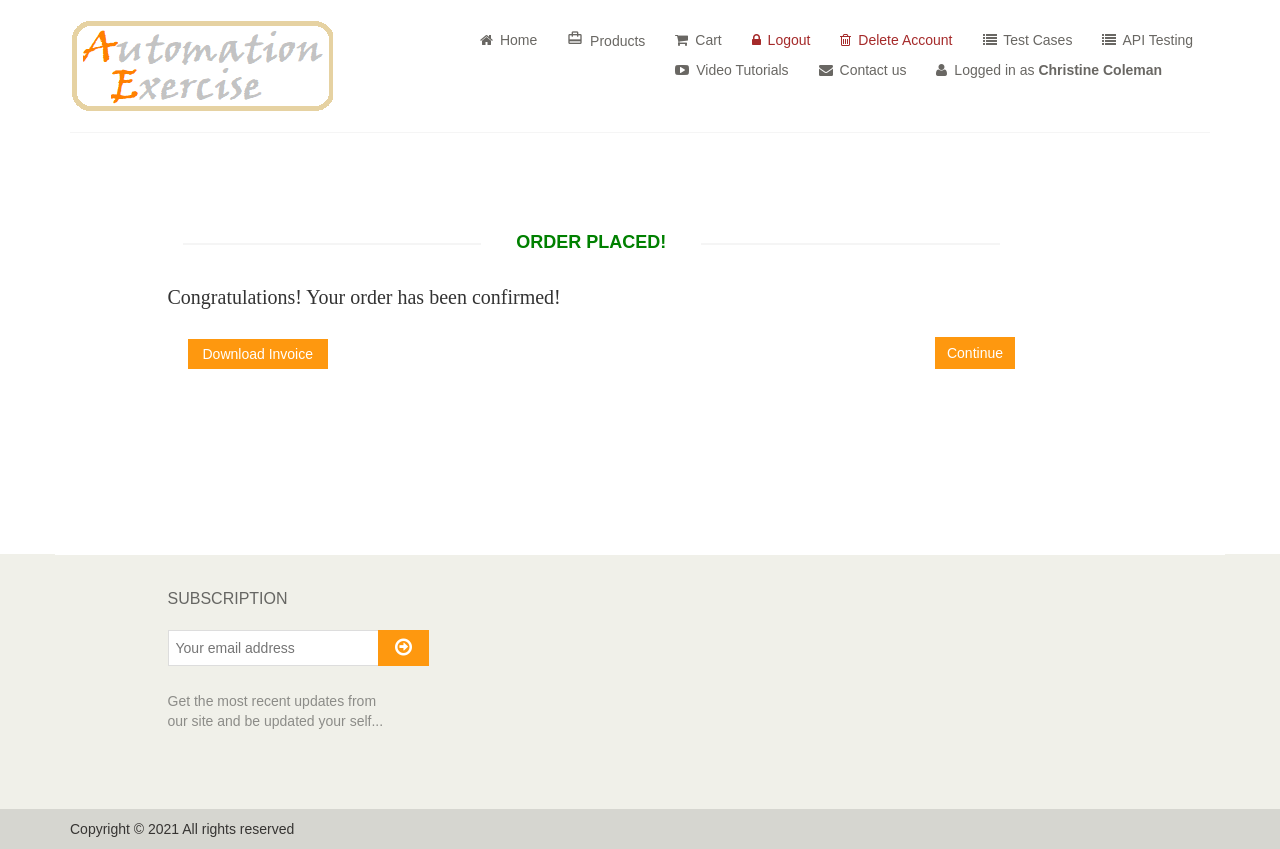 Automation
Exercise
Home
Products
Cart
Logout
Delete Account
Test Cases
API Testing
Video Tutorials
Contact us
Logged in as Christine Coleman
ORDER PLACED!
Congratulations! Your order has been confirmed!
Download Invoice
Continue
SUBSCRIPTION
Your email address
Get the most recent updates from
our site and be updated your self...
Copyright © 2021 All rights reserved